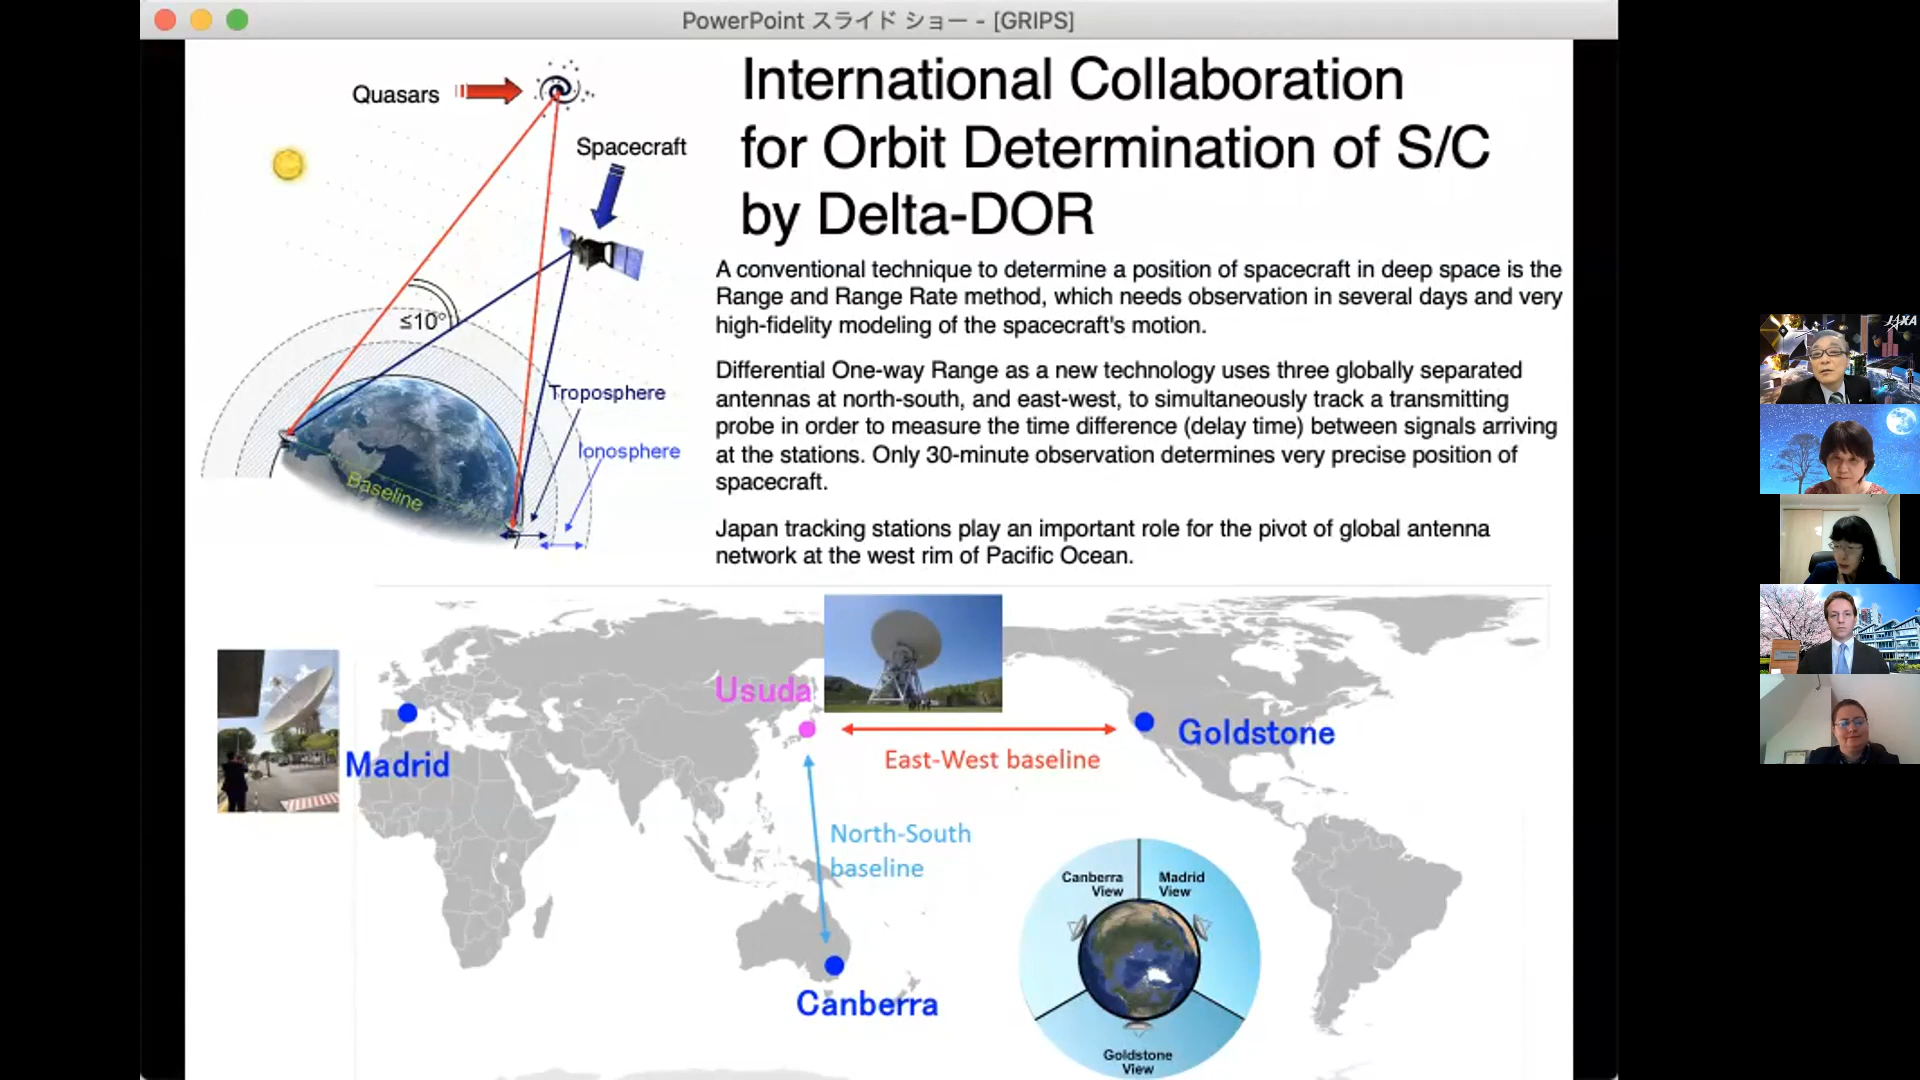 PowerPoint スライド ショー - [GRIPS]
Quasars
Spacecraft
≤10°
Troposphere
Ionosphere
Baseline
International Collaboration
for Orbit Determination of S/C
by Delta-DOR
A conventional technique to determine a position of spacecraft in deep space is the
Range and Range Rate method, which needs observation in several days and very
high-fidelity modeling of the spacecraft's motion.
Differential One-way Range as a new technology uses three globally separated
antennas at north-south, and east-west, to simultaneously track a transmitting
probe in order to measure the time difference (delay time) between signals arriving
at the stations. Only 30-minute observation determines very precise position of
spacecraft.
Japan tracking stations play an important role for the pivot of global antenna
network at the west rim of Pacific Ocean.
Usuda
Madrid
Goldstone
East-West baseline
North-South
baseline
Canberra
Canberra
View
Madrid
View
Goldstone
View
JAXA